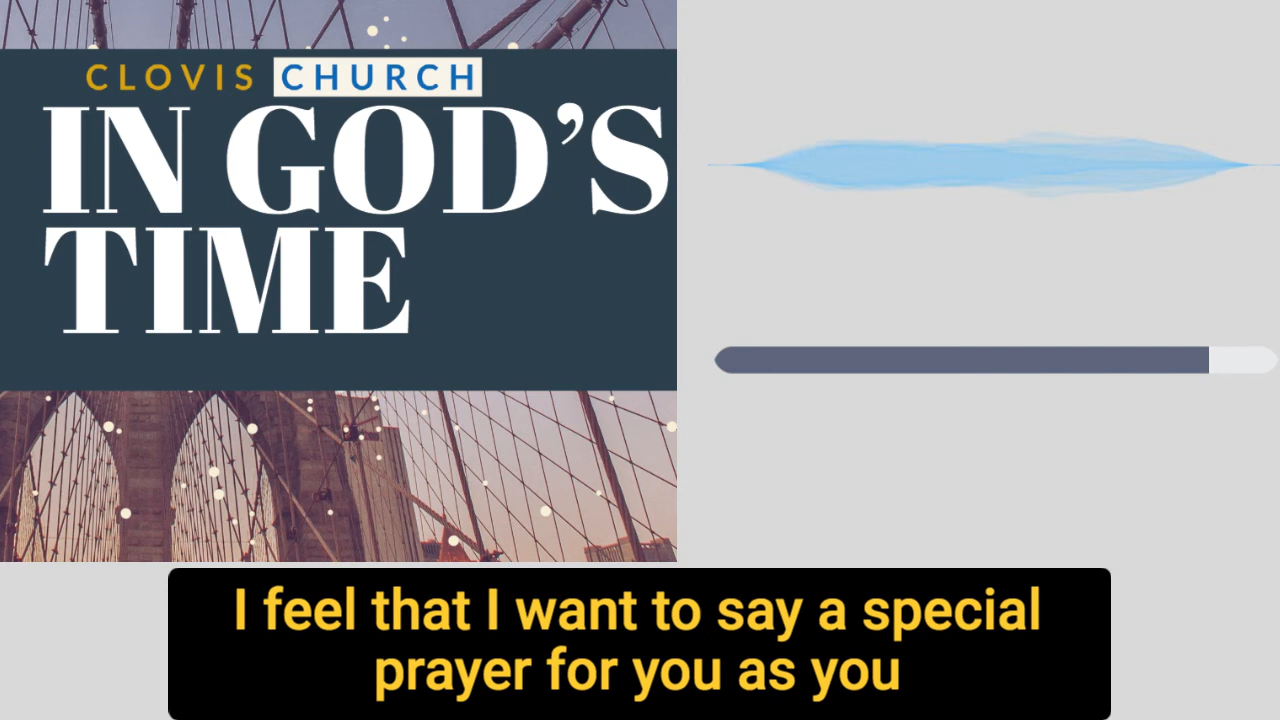 CLOVIS CHURCH
IN GOD'S
TIME
I feel that I want to say a special
prayer for you as you